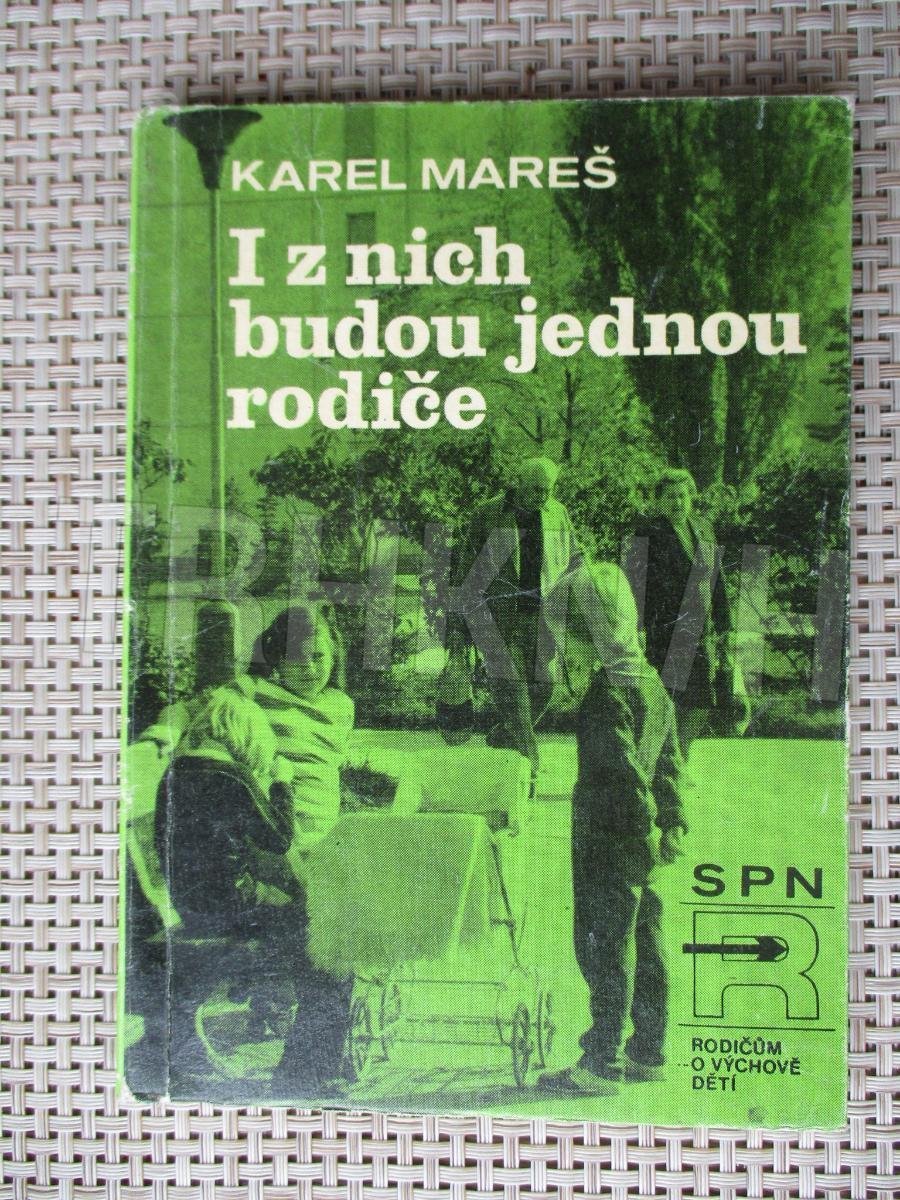 KAREL MAREŠ
I z nich
budou jednou
rodiče
SPN
R
RODIČŮM
O VÝCHOVĚ
DĚTÍ